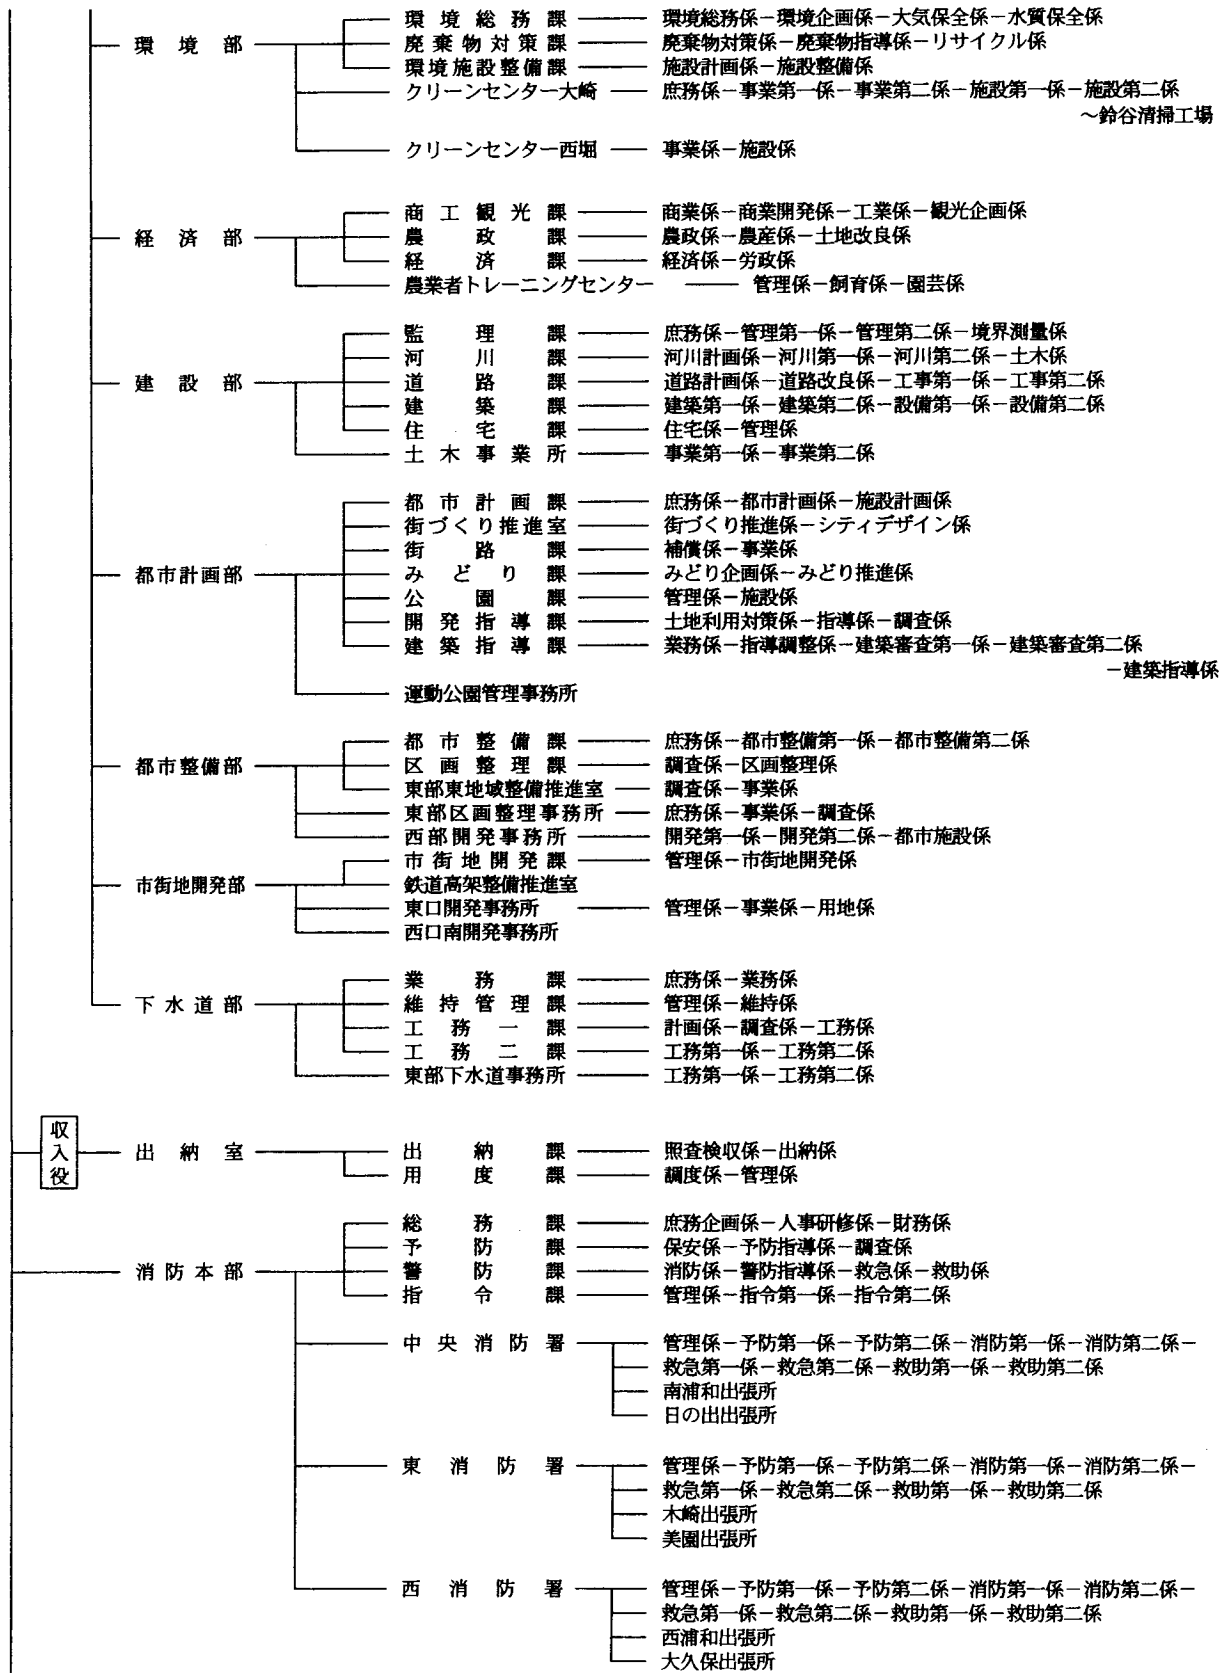 環境総務課 環境総務係－環境企画係－大気保全係－水質保全係
環境部 廃棄物対策課 廃棄物対策係－廃棄物指導係－リサイクル係
環境施設整備課 施設計画係－施設整備係
クリーンセンター大崎 庶務係－事業第一係－事業第二係－施設第一係－施設第二係
～鈴谷清掃工場
クリーンセンター西堀 事業係－施設係
商工観光課 商業係－商業開発係－工業係－観光企画係
経済部 農政課 農政係－農産係－土地改良係
経済課 経済係－労政係
農業者トレーニングセンター 管理係－飼育係－園芸係
監理課 庶務係－管理第一係－管理第二係－境界測量係
河川課 河川計画係－河川第一係－河川第二係－土木係
建設部 道路課 道路計画係－道路改良係－工事第一係－工事第二係
建築課 建築第一係－建築第二係－設備第一係－設備第二係
住宅課 住宅係－管理係
土木事業所 事業第一係－事業第二係
都市計画課 庶務係－都市計画係－施設計画係
街づくり推進室 街づくり推進係－シティデザイン係
街路課 補償係－事業係
都市計画部 みどり課 みどり企画係－みどり推進係
公園課 管理係－施設係
開発指導課 土地利用対策係－指導係－調査係
建築指導課 業務係－指導調整係－建築審査第一係－建築審査第二係
－建築指導係
運動公園管理事務所
都市整備課 庶務係－都市整備第一係－都市整備第二係
都市整備部 区画整理課 調査係－区画整理係
東部東地域整備推進室 調査係－事業係
東部区画整理事務所 庶務係－事業係－調査係
西部開発事務所 開発第一係－開発第二係－都市施設係
市街地開発課 管理係－市街地開発係
市街地開発部 鉄道高架整備推進室
東口開発事務所 管理係－事業係－用地係
西口南開発事務所
業務課 庶務係－業務係
下水道部 維持管理課 管理係－維持係
工務一課 計画係－調査係－工務係
工務二課 工務第一係－工務第二係
東部下水道事務所 工務第一係－工務第二係
収入役 出納室 出納課 照査検収係－出納係
用度課 調度係－管理係
総務課 庶務企画係－人事研修係－財務係
予防課 保安係－予防指導係－調査係
消防本部 警防課 消防係－警防指導係－救急係－救助係
指令課 管理係－指令第一係－指令第二係
中央消防署 管理係－予防第一係－予防第二係－消防第一係－消防第二係－
救急第一係－救急第二係－救助第一係－救助第二係
南浦和出張所
日の出出張所
東消防署 管理係－予防第一係－予防第二係－消防第一係－消防第二係－
救急第一係－救急第二係－救助第一係－救助第二係
木崎出張所
美園出張所
西消防署 管理係－予防第一係－予防第二係－消防第一係－消防第二係－
救急第一係－救急第二係－救助第一係－救助第二係
西浦和出張所
大久保出張所